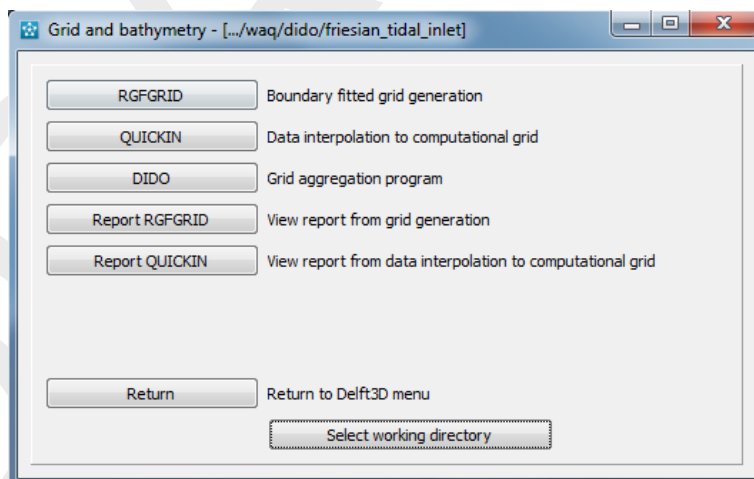 Grid and bathymetry - [.../waq/dido/friesian_tidal_inlet]
RGFGRID Boundary fitted grid generation
QUICKIN Data interpolation to computational grid
DIDO Grid aggregation program
Report RGFGRID View report from grid generation
Report QUICKIN View report from data interpolation to computational grid
Return Return to Delft3D menu
Select working directory